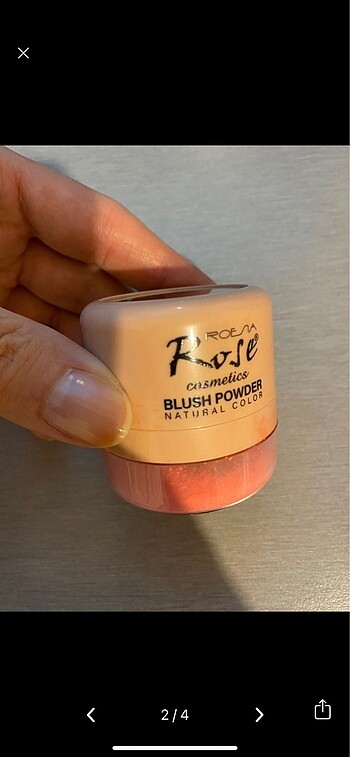 ROESIA
Rose®
cosmetics
BLUSH POWDER
NATURAL COLOR
2/4